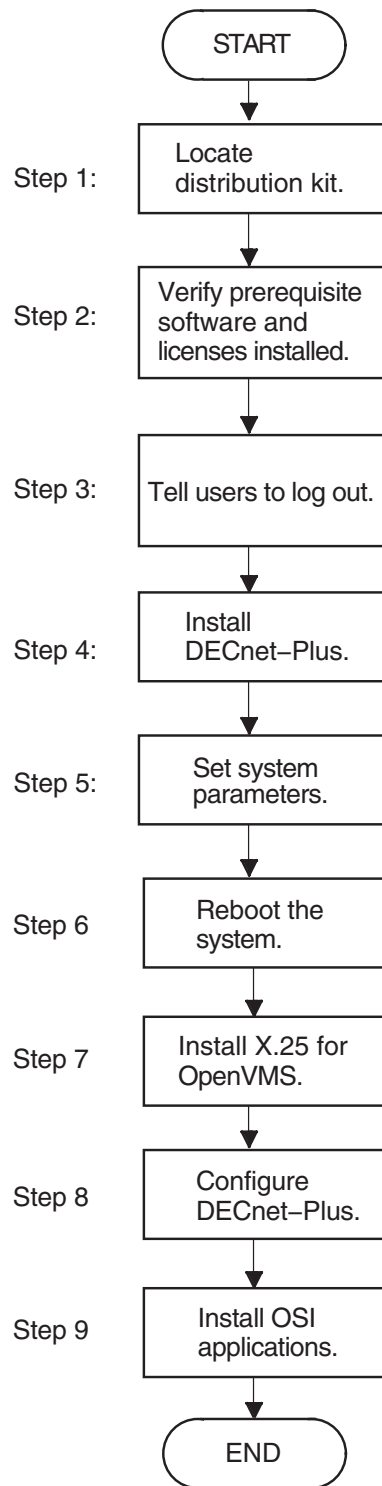 START
Step 1:
Locate
distribution kit.
Step 2:
Verify prerequisite
software and
licenses installed.
Step 3:
Tell users to log out.
Step 4:
Install
DECnet–Plus.
Step 5:
Set system
parameters.
Step 6
Reboot the
system.
Step 7
Install X.25 for
OpenVMS.
Step 8
Configure
DECnet–Plus.
Step 9
Install OSI
applications.
END